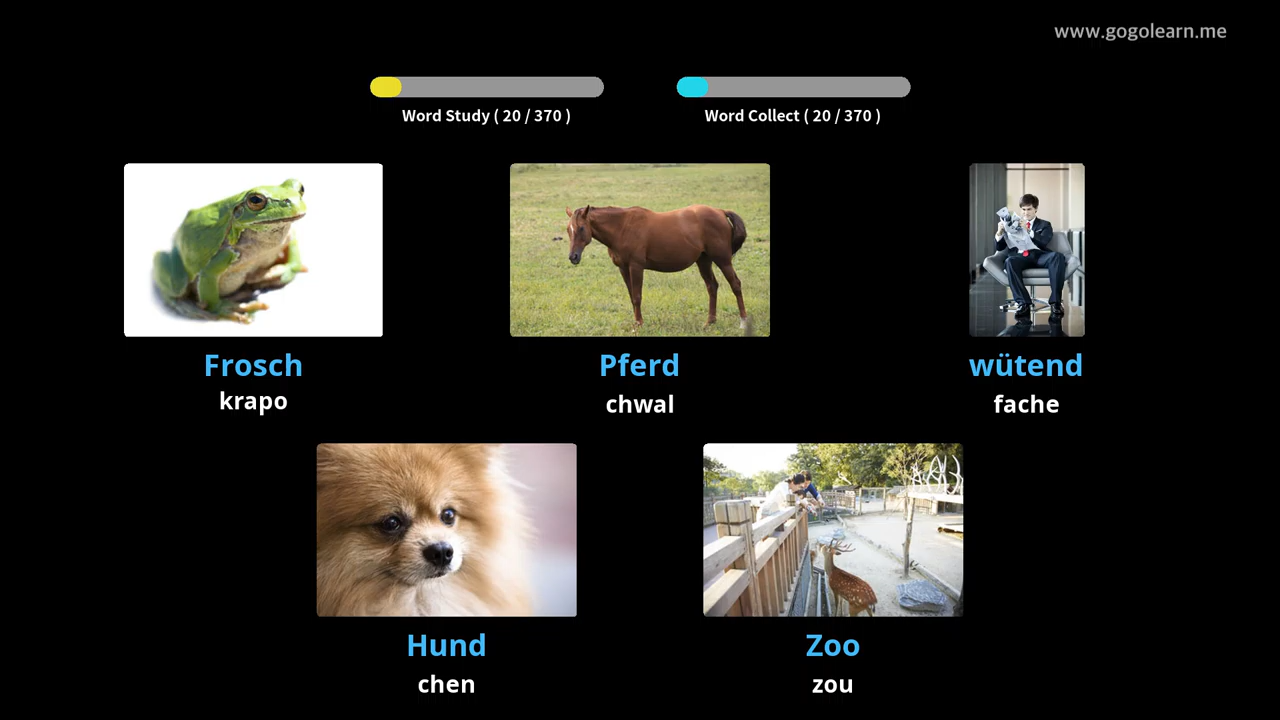 www.gogolearn.me
Word Study ( 20 / 370 )
Word Collect ( 20 / 370 )
Frosch
krapo
Pferd
chwal
wütend
fache
Hund
chen
Zoo
zou